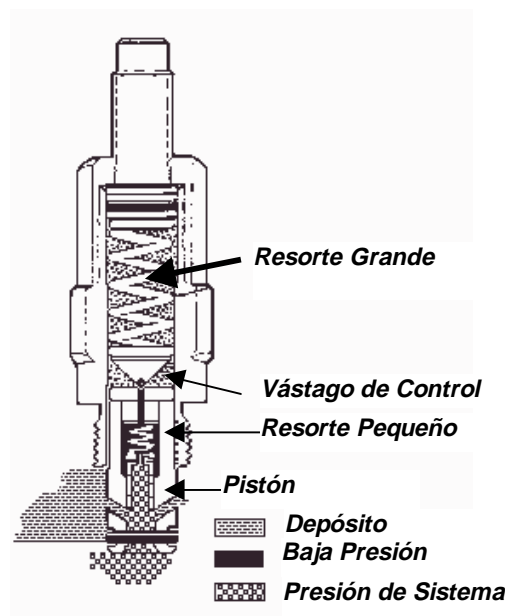 Resorte Grande
Vástago de Control
Resorte Pequeño
Pistón
Depósito
Baja Presión
Presión de Sistema